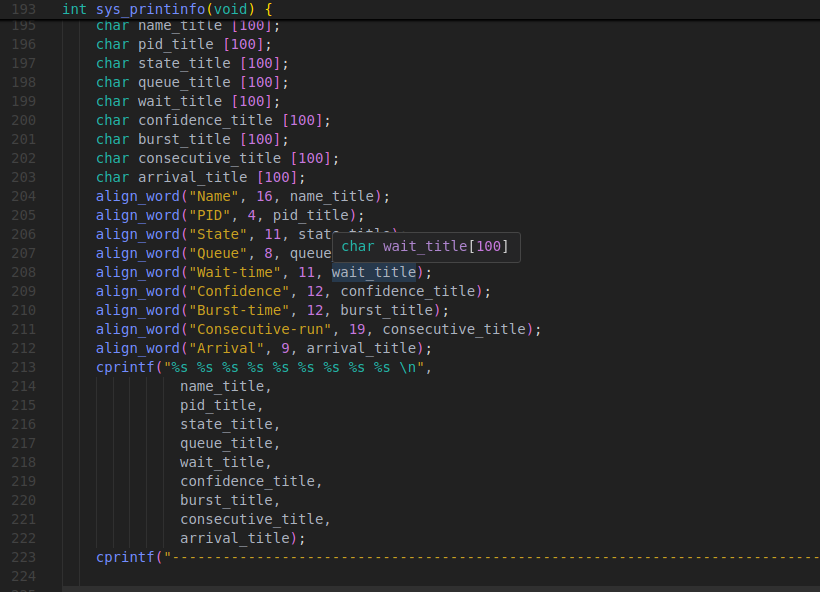 193 int sys_printinfo(void) {
195 char name_title [100];
196 char pid_title [100];
197 char state_title [100];
198 char queue_title [100];
199 char wait_title [100];
200 char confidence_title [100];
201 char burst_title [100];
202 char consecutive_title [100];
203 char arrival_title [100];
204 align_word("Name", 16, name_title);
205 align_word("PID", 4, pid_title);
206 align_word("State", 11, state_title);
char wait_title[100]
207 align_word("Queue", 8, queue
208 align_word("Wait-time", 11, wait_title);
209 align_word("Confidence", 12, confidence_title);
210 align_word("Burst-time", 12, burst_title);
211 align_word("Consecutive-run", 19, consecutive_title);
212 align_word("Arrival", 9, arrival_title);
213 cprintf("%s %s %s %s %s %s %s %s %s \n",
214 name_title,
215 pid_title,
216 state_title,
217 queue_title,
218 wait_title,
219 confidence_title,
220 burst_title,
221 consecutive_title,
222 arrival_title);
223 cprintf("-----------------------------------------------------------------------------
224